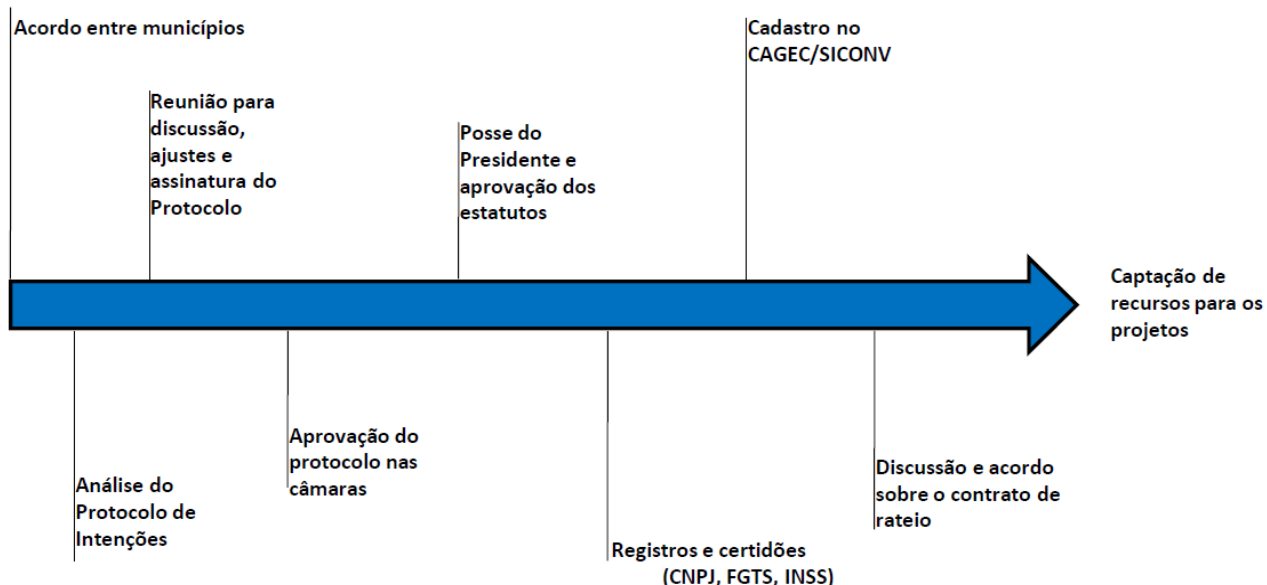 Acordo entre municípios
Cadastro no
CAGEC/SICONV
Reunião para
discussão,
ajustes e
assinatura do
Protocolo
Posse do
Presidente e
aprovação dos
estatutos
Captação de
recursos para os
projetos
Aprovação do
protocolo nas
câmaras
Análise do
Protocolo de
Intenções
Discussão e acordo
sobre o contrato de
rateio
Registros e certidões
(CNPJ, FGTS, INSS)